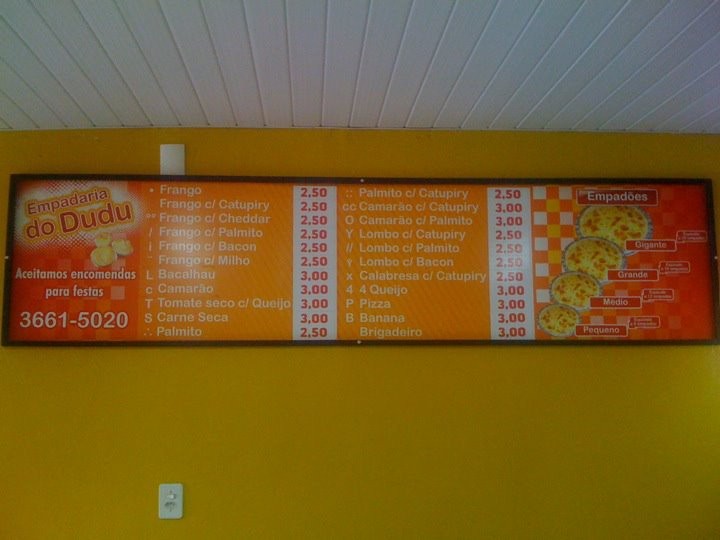 Empadaria
do Dudu
Aceitamos encomendas
para festas
3661-5020
• Frango 2,50
Frango c/ Catupiry 2,50
°° Frango c/ Cheddar 2,50
/ Frango c/ Palmito 2,50
i Frango c/ Bacon 2,50
¨ Frango c/ Milho 2,50
L Bacalhau 3,00
c Camarão 3,00
T Tomate seco c/ Queijo 3,00
S Carne Seca 3,00
∴ Palmito 2,50
:: Palmito c/ Catupiry 2,50
cc Camarão c/ Catupiry 3,00
O Camarão c/ Palmito 3,00
Y Lombo c/ Catupiry 2,50
// Lombo c/ Palmito 2,50
Lombo c/ Bacon 2,50
x Calabresa c/ Catupiry 2,50
4 4 Queijo 3,00
P Pizza 3,00
B Banana 3,00
Brigadeiro 3,00
Empadões
Gigante
Grande
Médio
Pequeno